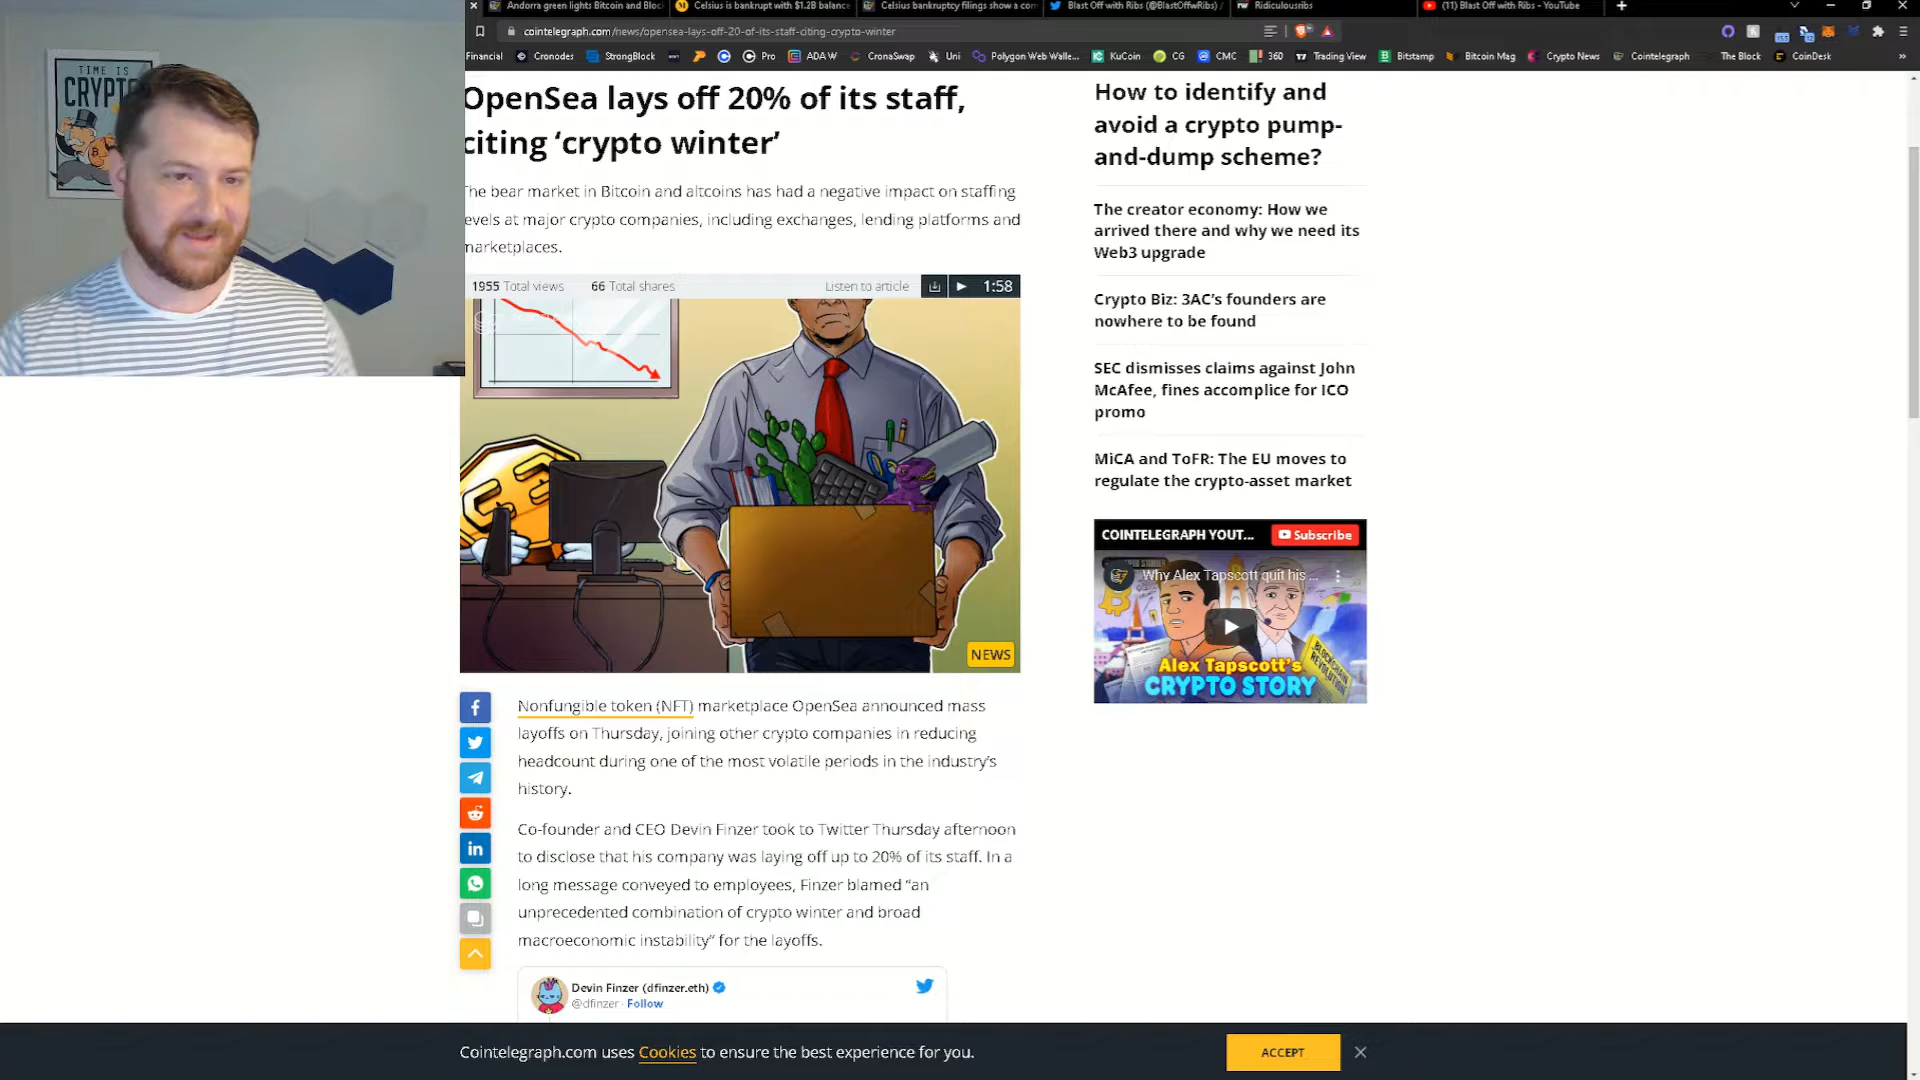 Andorra green lights Bitcoin and Bloc
Celsius is bankrupt with $1.2B balance
Celsius bankruptcy filings show a com
Blast Off with Ribs (@BlastOffwRibs) /
Ridiculousribs
(11) Blast Off with Ribs - YouTube
cointelegraph.com/news/opensea-lays-off-20-of-its-staff-citing-crypto-winter
Financial
Cronodes
StrongBlock
Pro
ADA W
CronaSwap
Uni
Polygon Web Walle...
KuCoin
CG
CMC
360
Trading View
Bitstamp
Bitcoin Mag
Crypto News
Cointelegraph
The Block
CoinDesk
TIME IS
CRYPTO
OpenSea lays off 20% of its staff,
citing ‘crypto winter’
The bear market in Bitcoin and altcoins has had a negative impact on staffing
levels at major crypto companies, including exchanges, lending platforms and
marketplaces.
1955 Total views
66 Total shares
Listen to article
1:58
NEWS
Nonfungible token (NFT) marketplace OpenSea announced mass
layoffs on Thursday, joining other crypto companies in reducing
headcount during one of the most volatile periods in the industry’s
history.
Co-founder and CEO Devin Finzer took to Twitter Thursday afternoon
to disclose that his company was laying off up to 20% of its staff. In a
long message conveyed to employees, Finzer blamed “an
unprecedented combination of crypto winter and broad
macroeconomic instability” for the layoffs.
Devin Finzer (dfinzer.eth)
@dfinzer · Follow
How to identify and
avoid a crypto pump-
and-dump scheme?
The creator economy: How we
arrived there and why we need its
Web3 upgrade
Crypto Biz: 3AC’s founders are
nowhere to be found
SEC dismisses claims against John
McAfee, fines accomplice for ICO
promo
MiCA and ToFR: The EU moves to
regulate the crypto-asset market
COINTELEGRAPH YOUT...
Subscribe
Why Alex Tapscott quit his ...
BLOCKCHAIN
REVOLUTION
Alex Tapscott's
CRYPTO STORY
Cointelegraph.com uses Cookies to ensure the best experience for you.
ACCEPT